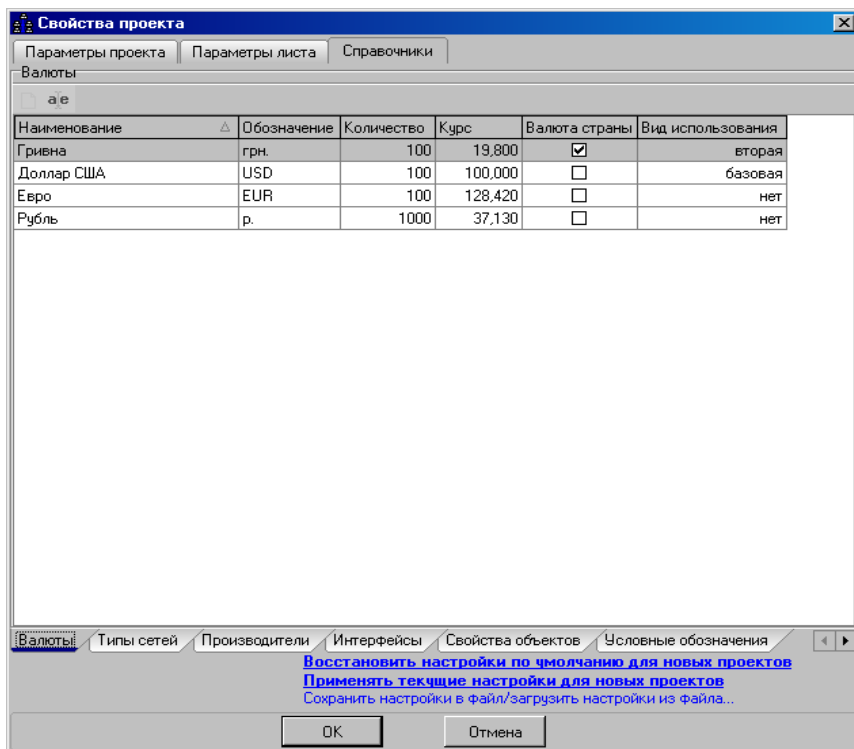 Свойства проекта
Параметры проекта Параметры листа Справочники
Валюты
a|e
Наименование Обозначение Количество Курс Валюта страны Вид использования
Гривна грн. 100 19,800 вторая
Доллар США USD 100 100,000 базовая
Евро EUR 100 128,420 нет
Рубль р. 1000 37,130 нет
Валюты Типы сетей Производители Интерфейсы Свойства объектов Условные обозначения
Восстановить настройки по умолчанию для новых проектов
Применять текущие настройки для новых проектов
Сохранить настройки в файл/загрузить настройки из файла...
OK Отмена